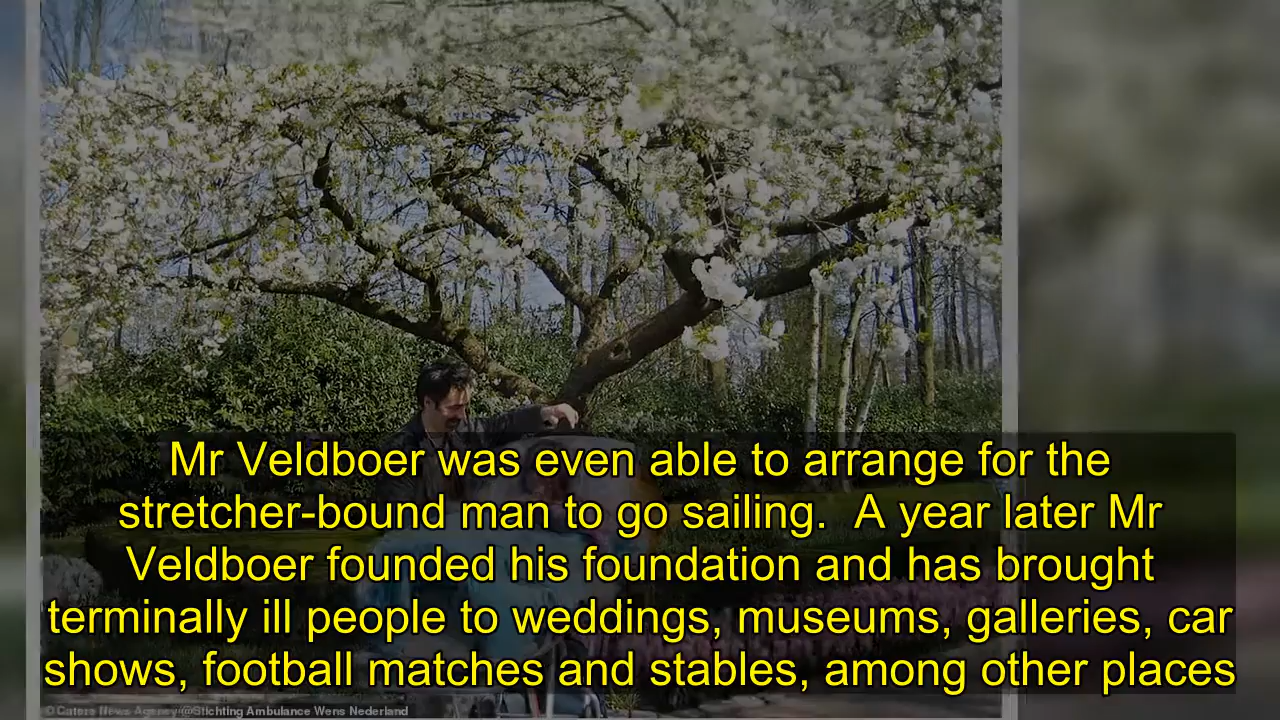 Mr Veldboer was even able to arrange for the
stretcher-bound man to go sailing.  A year later Mr
Veldboer founded his foundation and has brought
terminally ill people to weddings, museums, galleries, car
shows, football matches and stables, among other places
© Caters News Agency @Stichting Ambulance Wens Nederland